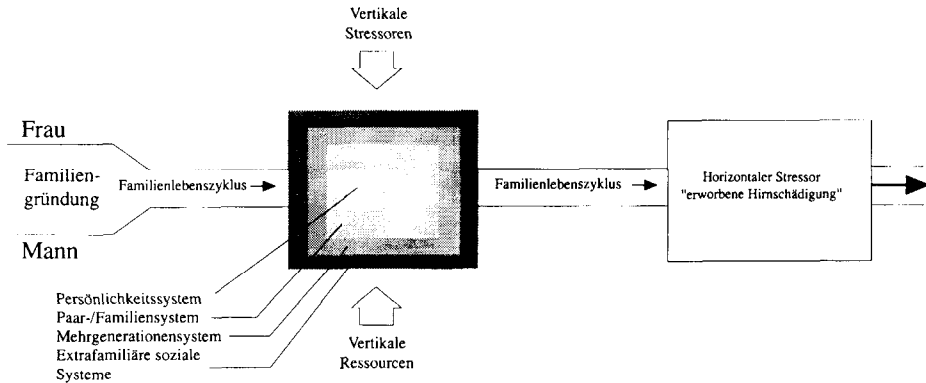 Vertikale
Stressoren
Frau
Familien-
gründung
Mann
Familienlebenszyklus
Familienlebenszyklus
Horizontaler Stressor
"erworbene Hirnschädigung"
Persönlichkeitssystem
Paar-/Familiensystem
Mehrgenerationensystem
Extrafamiliäre soziale
Systeme
Vertikale
Ressourcen